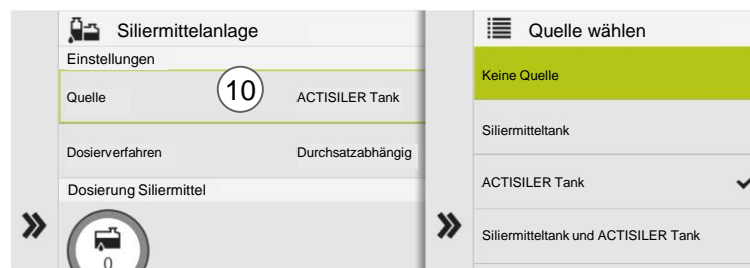 Siliermittelanlage
Einstellungen
Quelle 10 ACTISILER Tank
Dosierverfahren Durchsatzabhängig
Dosierung Siliermittel
0
Quelle wählen
Keine Quelle
Siliermitteltank
ACTISILER Tank
Siliermitteltank und ACTISILER Tank